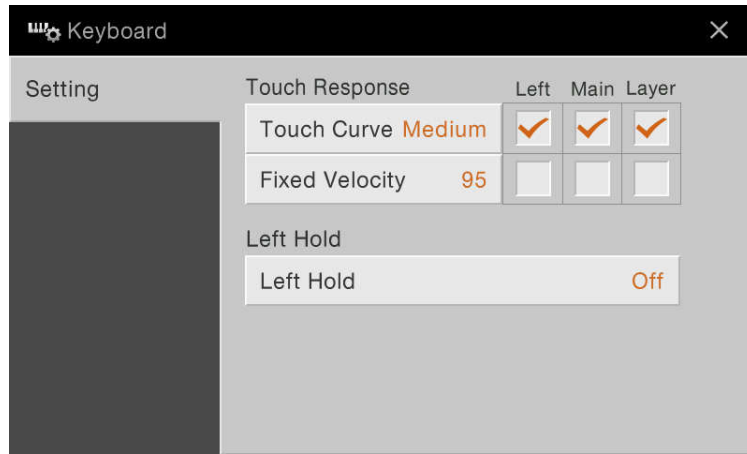 Keyboard
Setting
Touch Response Left Main Layer
Touch Curve Medium
Fixed Velocity 95
Left Hold
Left Hold Off